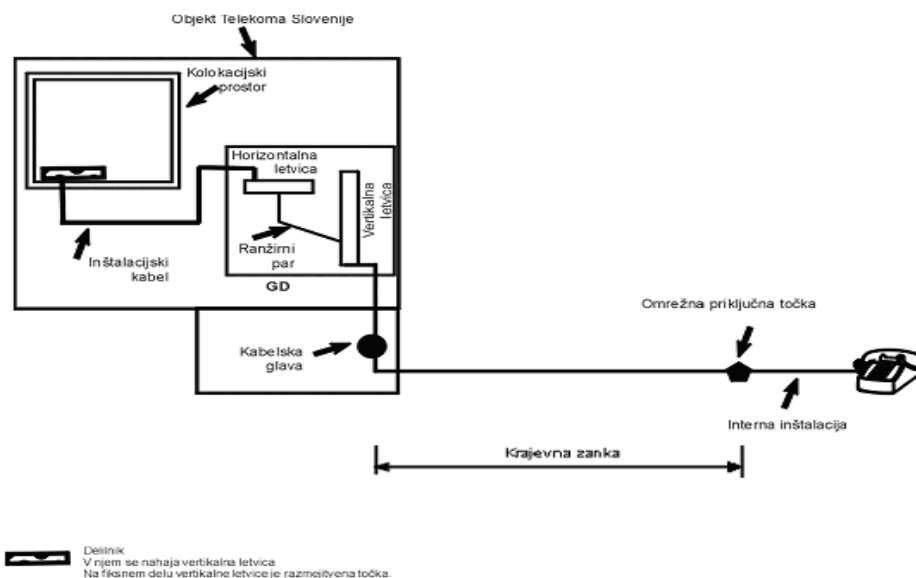 Objekt Telekoma Slovenije
Kolokacijski
prostor
Horizontalna
letvica
Vertikalna
letvica
Ranžirni
par
Inštalacijski
kabel
GD
Kabelska
glava
Omrežna priključna točka
Interna inštalacija
Krajevna zanka
Delilnik
V njem se nahaja vertikalna letvica
Na fiksnem delu vertikalne letvice je razmejitvena točka.